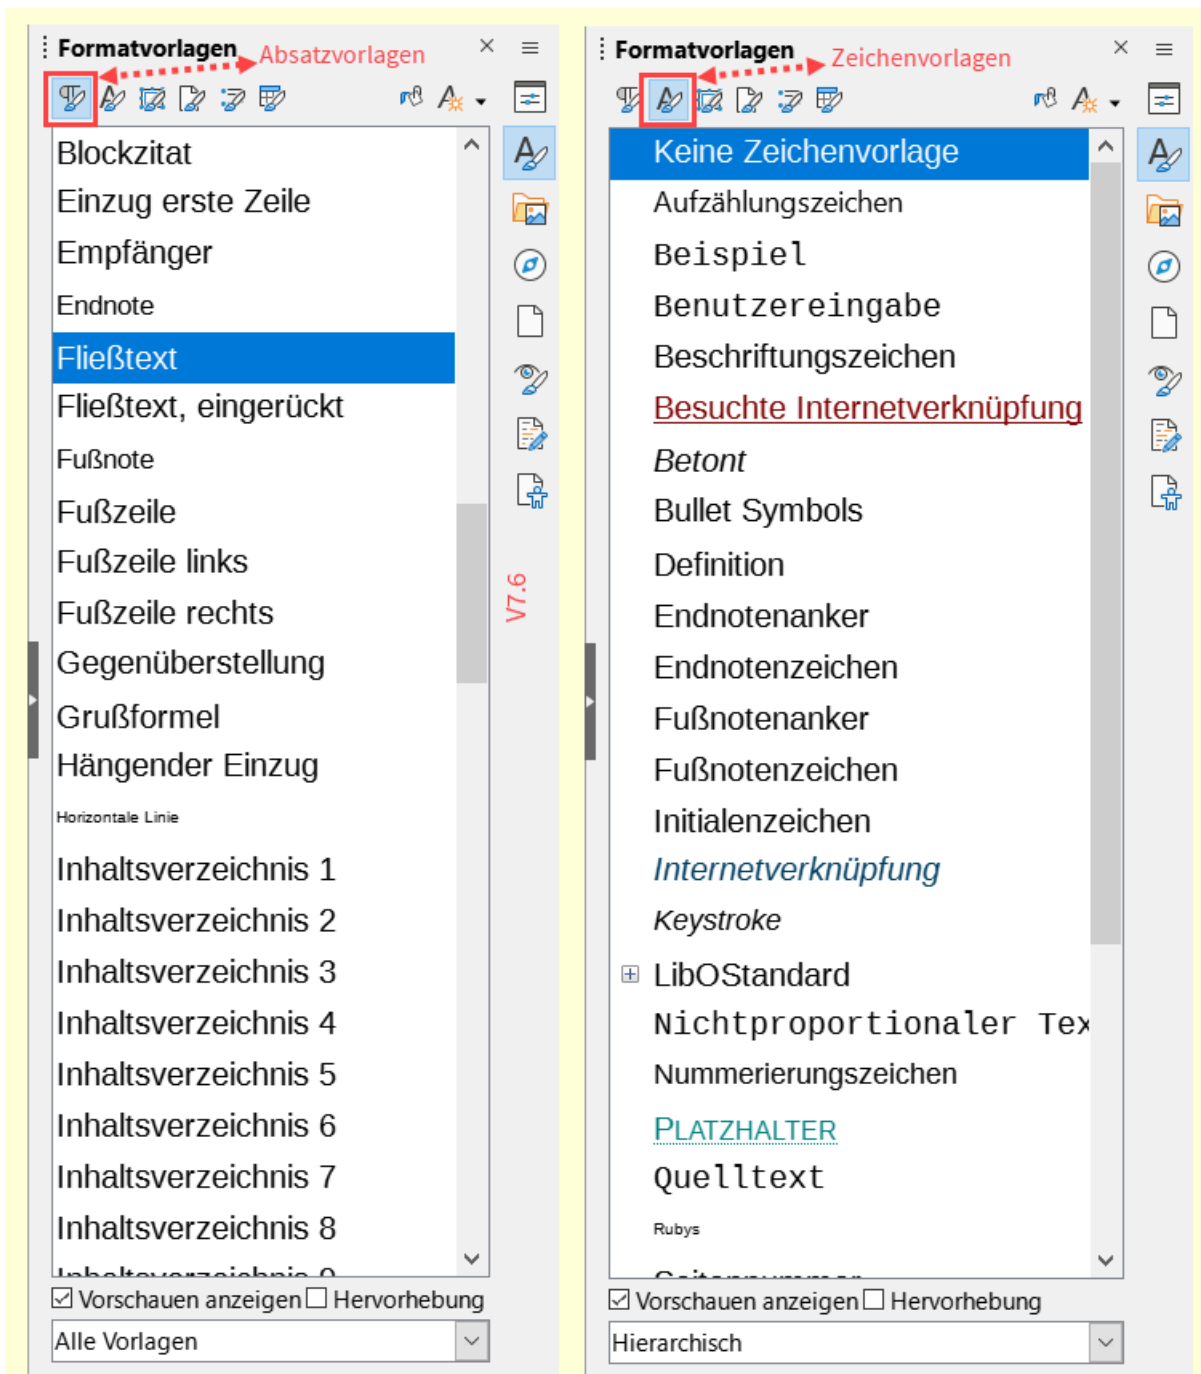 Formatvorlagen
Absatzvorlagen
Blockzitat
Einzug erste Zeile
Empfänger
Endnote
Fließtext
Fließtext, eingerückt
Fußnote
Fußzeile
Fußzeile links
Fußzeile rechts
Gegenüberstellung
Grußformel
Hängender Einzug
Horizontale Linie
Inhaltsverzeichnis 1
Inhaltsverzeichnis 2
Inhaltsverzeichnis 3
Inhaltsverzeichnis 4
Inhaltsverzeichnis 5
Inhaltsverzeichnis 6
Inhaltsverzeichnis 7
Inhaltsverzeichnis 8
Inhaltsverzeichnis 9
Vorschauen anzeigen Hervorhebung
Alle Vorlagen
V7.6
Formatvorlagen
Zeichenvorlagen
Keine Zeichenvorlage
Aufzählungszeichen
Beispiel
Benutzereingabe
Beschriftungszeichen
Besuchte Internetverknüpfung
Betont
Bullet Symbols
Definition
Endnotenanker
Endnotenzeichen
Fußnotenanker
Fußnotenzeichen
Initialenzeichen
Internetverknüpfung
Keystroke
LibOStandard
Nichtproportionaler Tex
Nummerierungszeichen
PLATZHALTER
Quelltext
Rubys
Seitennummer
Vorschauen anzeigen Hervorhebung
Hierarchisch